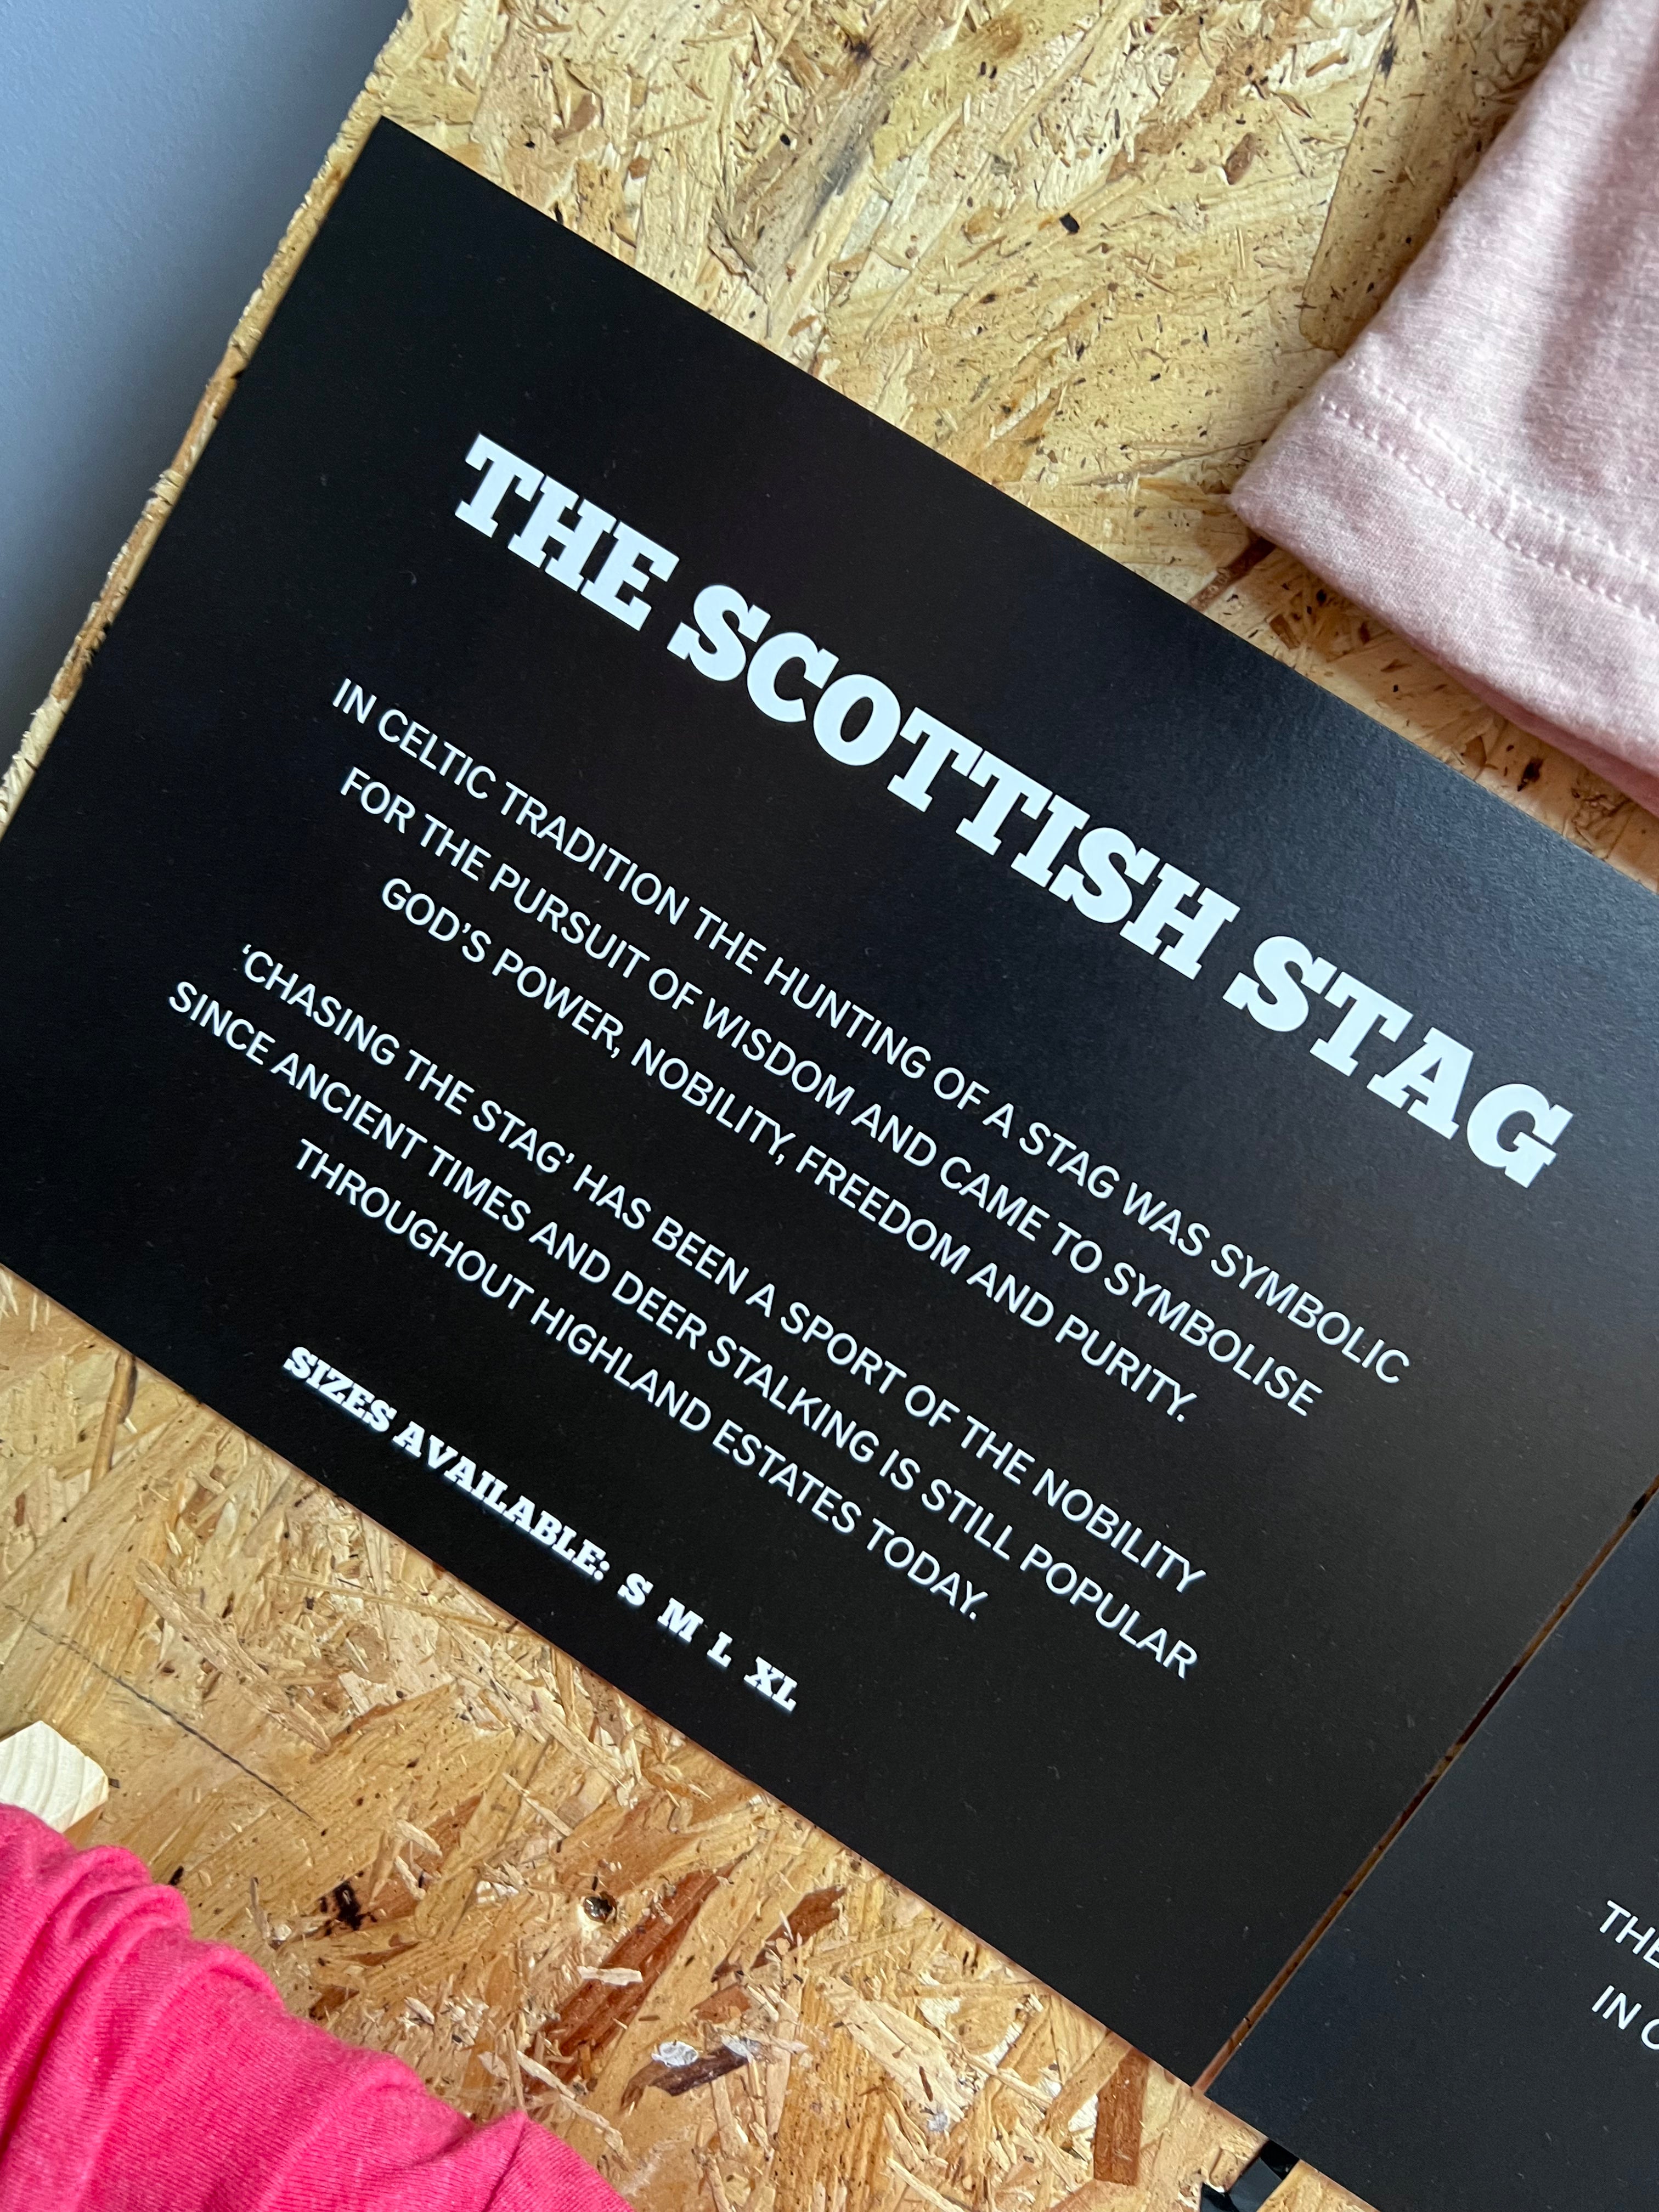 THE SCOTTISH STAG
IN CELTIC TRADITION THE HUNTING OF A STAG WAS SYMBOLIC
FOR THE PURSUIT OF WISDOM AND CAME TO SYMBOLISE
GOD'S POWER, NOBILITY, FREEDOM AND PURITY.
‘CHASING THE STAG’ HAS BEEN A SPORT OF THE NOBILITY
SINCE ANCIENT TIMES AND DEER STALKING IS STILL POPULAR
THROUGHOUT HIGHLAND ESTATES TODAY.
SIZES AVAILABLE: S M L XL
IN